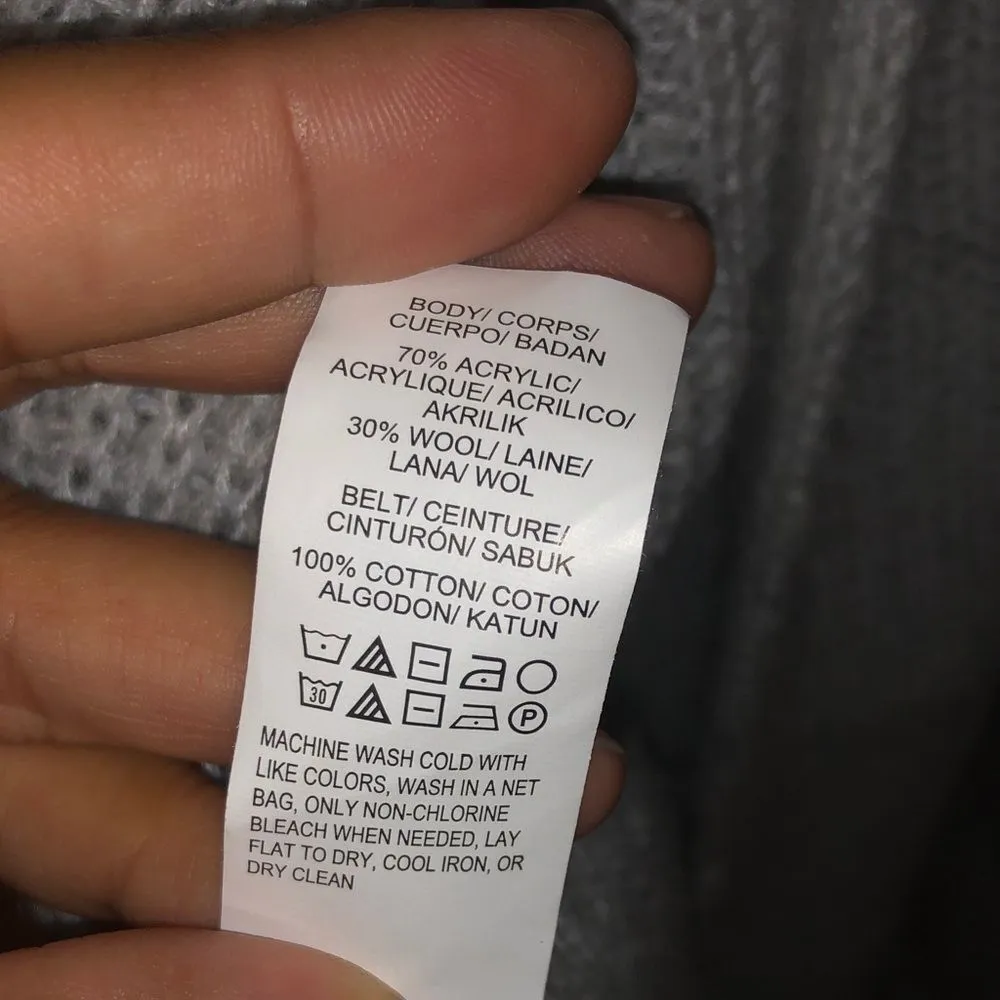 BODY/ CORPS/
CUERPO/ BADAN
70% ACRYLIC/
ACRYLIQUE/ ACRILICO/
AKRILIK
30% WOOL/ LAINE/
LANA/ WOL
BELT/ CEINTURE/
CINTURÓN/ SABUK
100% COTTON/ COTON/
ALGODON/ KATUN
30 P
MACHINE WASH COLD WITH
LIKE COLORS, WASH IN A NET
BAG, ONLY NON-CHLORINE
BLEACH WHEN NEEDED, LAY
FLAT TO DRY, COOL IRON, OR
DRY CLEAN